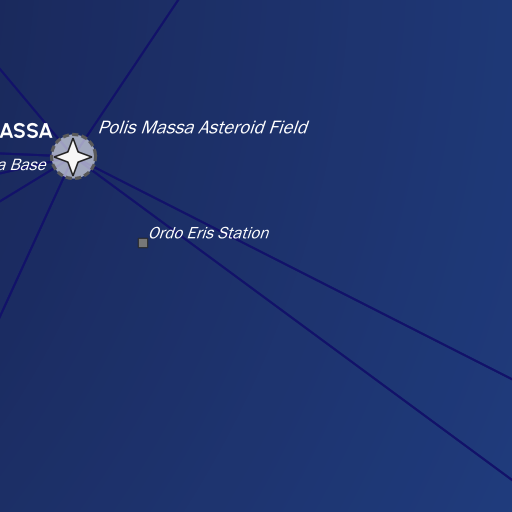 Polis Massa Asteroid Field
ASSA
a Base
Ordo Eris Station